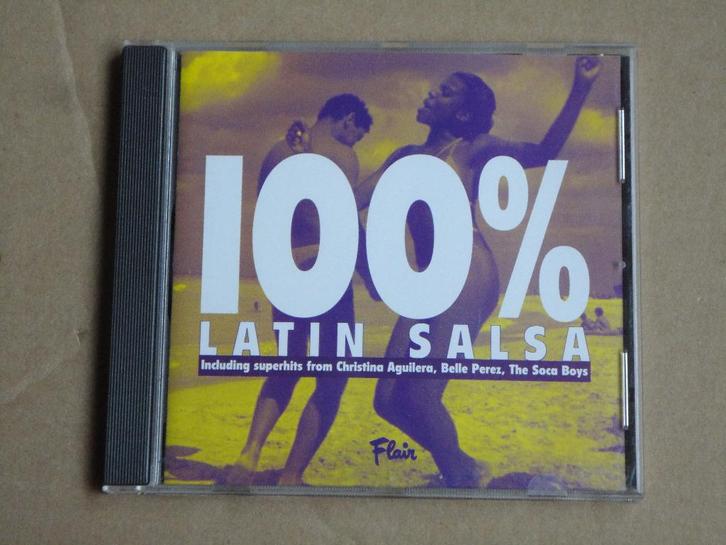 100%
LATIN SALSA
Including superhits from Christina Aguilera, Belle Perez, The Soca Boys
Flair